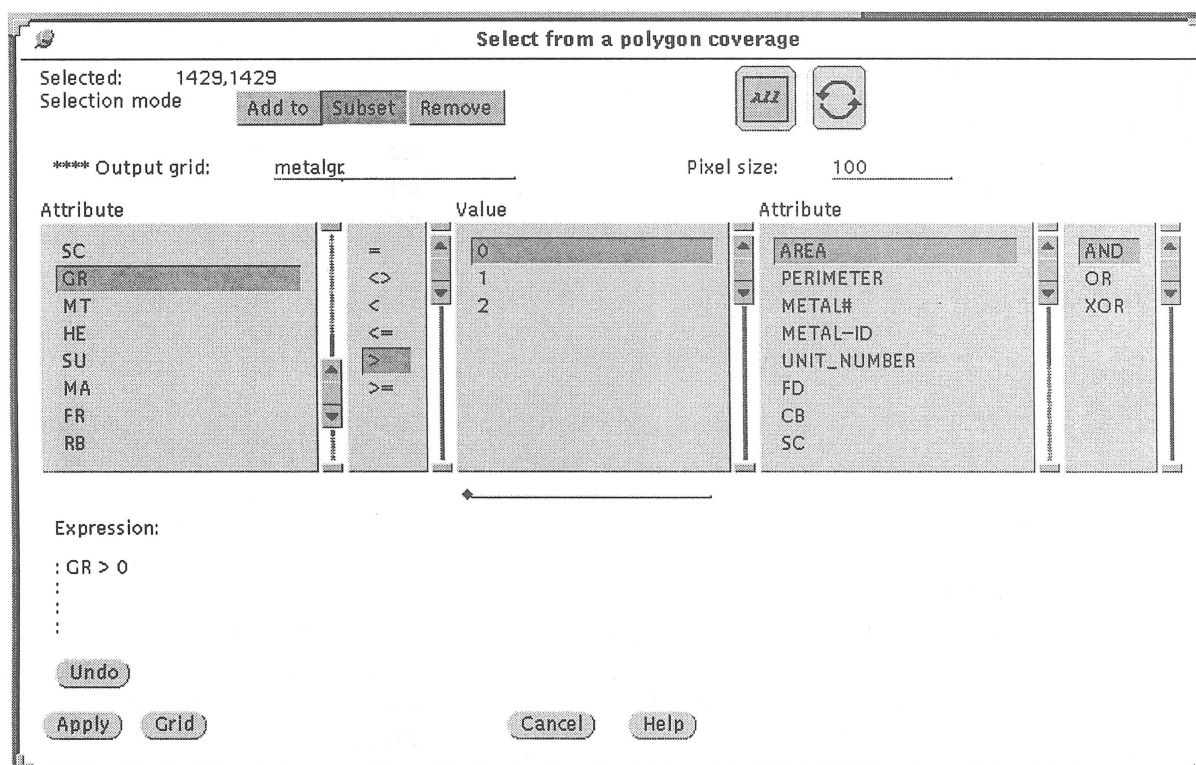 Select from a polygon coverage
Selected: 1429,1429
Selection mode Add to Subset Remove
All
**** Output grid: metalgr
Pixel size: 100
Attribute
SC
GR
MT
HE
SU
MA
FR
RB
=
<>
<
<=
>
>=
Value
0
1
2
Attribute
AREA
PERIMETER
METAL#
METAL-ID
UNIT_NUMBER
FD
CB
SC
AND
OR
XOR
Expression:
: GR > 0
:
:
:
Undo
Apply Grid Cancel Help